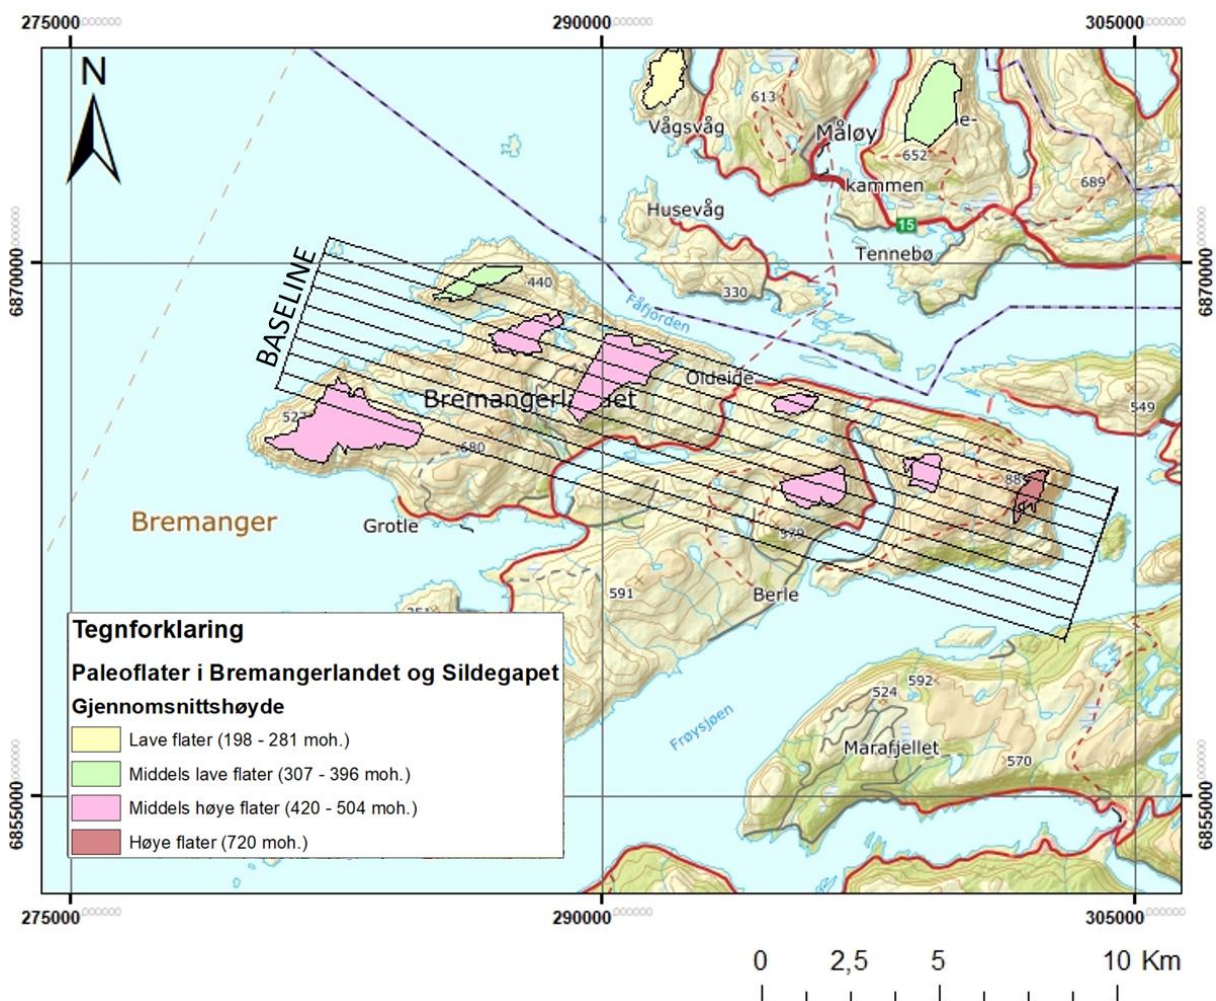 275000
290000
305000
N
613
Vågsvåg
Måløy
652
kammen
689
Husevåg
15
Tennebø
6870000
6870000
BASELINE
440
330
Fåfjorden
Oldeide
527
549
680
Grotle
Bremanger
579
591
Berle
Tegnforklaring
Paleoflater i Bremangerlandet og Sildegapet
Gjennomsnittshøyde
Lave flater (198 - 281 moh.)
Middels lave flater (307 - 396 moh.)
Middels høye flater (420 - 504 moh.)
Høye flater (720 moh.)
592
524
Frøysjøen
Marafjellet
570
6855000
6855000
275000
290000
305000
0 2,5 5 10 Km